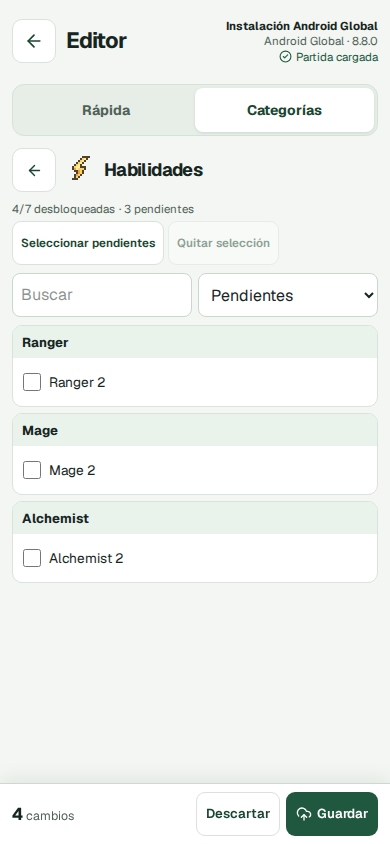 Editor
Instalación Android Global
Android Global · 8.8.0
Partida cargada
Rápida
Categorías
Habilidades
4/7 desbloqueadas · 3 pendientes
Seleccionar pendientes
Quitar selección
Buscar
Pendientes
Ranger
Ranger 2
Mage
Mage 2
Alchemist
Alchemist 2
4 cambios
Descartar
Guardar